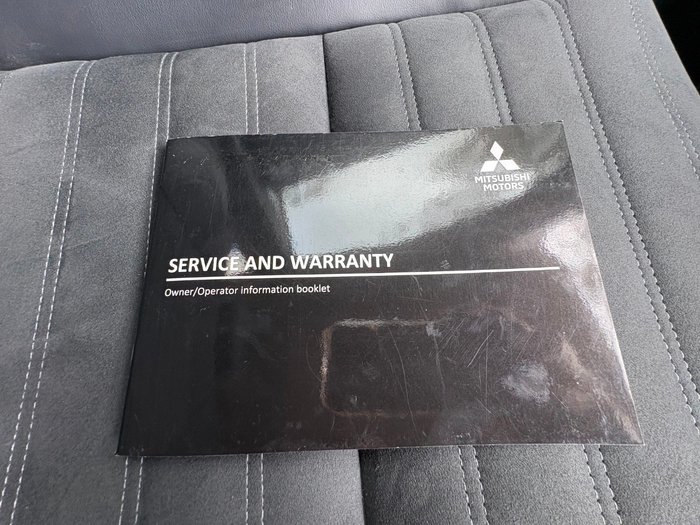 MITSUBISHI
MOTORS
SERVICE AND WARRANTY
Owner/Operator information booklet